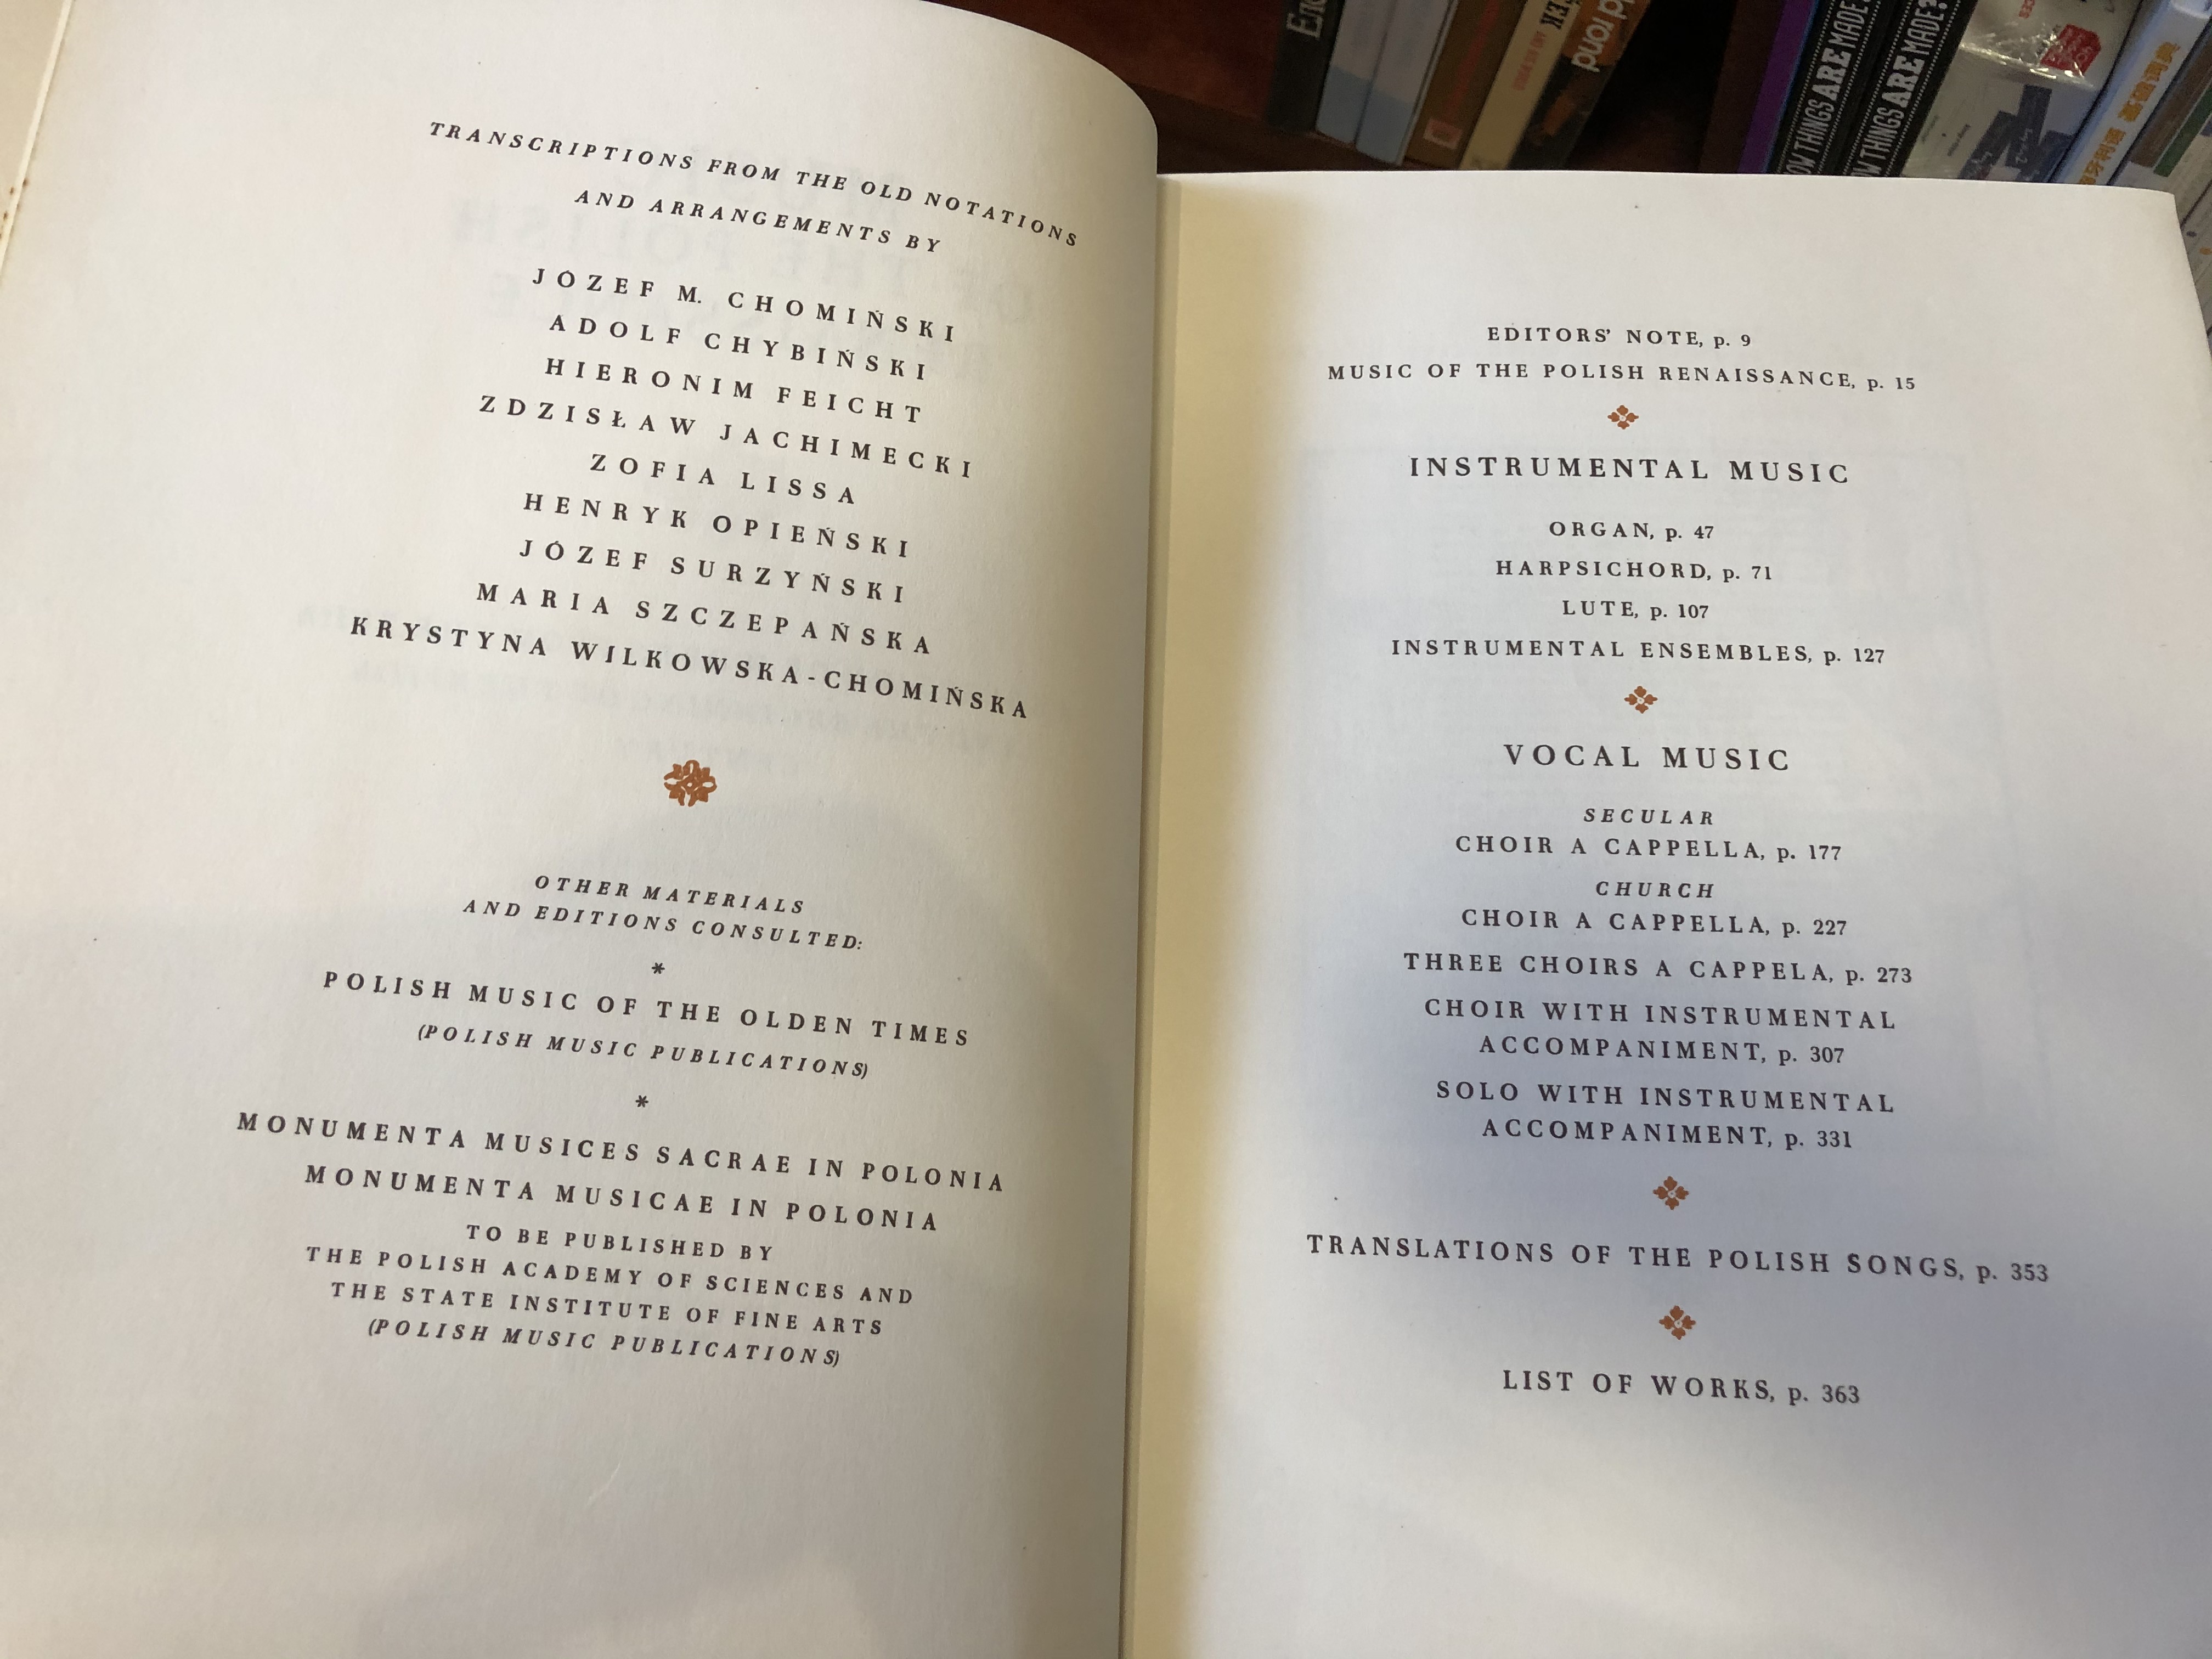 TRANSCRIPTIONS FROM THE OLD NOTATIONS
AND ARRANGEMENTS BY
JÓZEF M. CHOMIŃSKI
ADOLF CHYBIŃSKI
HIERONIM FEICHT
ZDZISŁAW JACHIMECKI
ZOFIA LISSA
HENRYK OPIEŃSKI
JÓZEF SURZYŃSKI
MARIA SZCZEPAŃSKA
KRYSTYNA WILKOWSKA-CHOMIŃSKA
OTHER MATERIALS
AND EDITIONS CONSULTED:
*
POLISH MUSIC OF THE OLDEN TIMES
(POLISH MUSIC PUBLICATIONS)
*
MONUMENTA MUSICES SACRAE IN POLONIA
MONUMENTA MUSICAE IN POLONIA
TO BE PUBLISHED BY
THE POLISH ACADEMY OF SCIENCES AND
THE STATE INSTITUTE OF FINE ARTS
(POLISH MUSIC PUBLICATIONS)
EDITORS' NOTE, p. 9
MUSIC OF THE POLISH RENAISSANCE, p. 15
INSTRUMENTAL MUSIC
ORGAN, p. 47
HARPSICHORD, p. 71
LUTE, p. 107
INSTRUMENTAL ENSEMBLES, p. 127
VOCAL MUSIC
SECULAR
CHOIR A CAPPELLA, p. 177
CHURCH
CHOIR A CAPPELLA, p. 227
THREE CHOIRS A CAPPELA, p. 273
CHOIR WITH INSTRUMENTAL
ACCOMPANIMENT, p. 307
SOLO WITH INSTRUMENTAL
ACCOMPANIMENT, p. 331
TRANSLATIONS OF THE POLISH SONGS, p. 353
LIST OF WORKS, p. 363
THINGS ARE MADE?
THINGS ARE MADE?